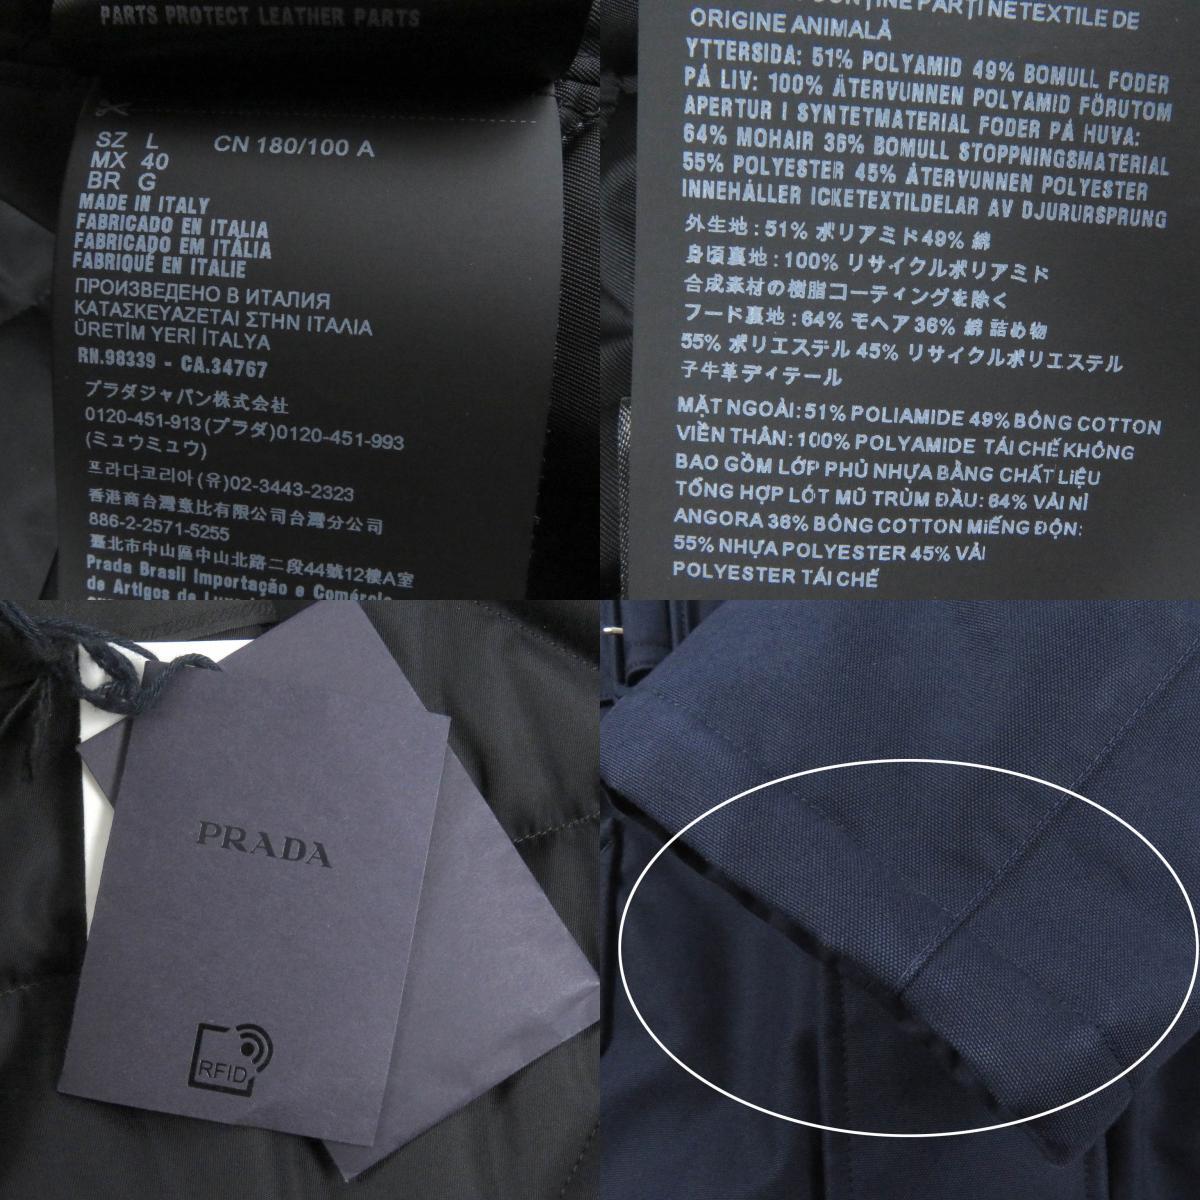 PARTS PROTECT LEATHER PARTS
SZ L CN 180/100 A
MX 40
BR G
MADE IN ITALY
FABRICADO EN ITALIA
FABRICADO EM ITÁLIA
FABRIQUÉ EN ITALIE
ПРОИЗВЕДЕНО В ИТАЛИЯ
ΚΑΤΑΣΚΕΥΑΖΕΤΑΙ ΣΤΗΝ ΙΤΑΛΙΑ
ÜRETİM YERİ İTALYA
RN.98339 - CA.34767
プラダジャパン株式会社
0120-451-913(プラダ)0120-451-993
(ミュウミュウ)
프라다코리아(유)02-3443-2323
香港商台灣意比有限公司台灣分公司
886-2-2571-5255
臺北市中山區中山北路二段44號12樓A室
Prada Brasil Importação e Comércio
de Artigos de
PARȚI NETEXTILE DE
ORIGINE ANIMALĂ
YTTERSIDA: 51% POLYAMID 49% BOMULL FODER
PÅ LIV: 100% ÅTERVUNNEN POLYAMID FÖRUTOM
APERTUR I SYNTETMATERIAL FODER PÅ HUVA:
64% MOHAIR 36% BOMULL STOPPNINGSMATERIAL
55% POLYESTER 45% ÅTERVUNNEN POLYESTER
INNEHÅLLER ICKETEXTILDELAR AV DJURURSPRUNG
外生地:51% ポリアミド49% 綿
身頃裏地:100% リサイクルポリアミド
合成素材の樹脂コーティングを除く
フード裏地:64% モヘア36% 綿 詰め物
55% ポリエステル 45% リサイクルポリエステル
子牛革ディテール
MẶT NGOÀI: 51% POLIAMIDE 49% BÔNG COTTON
VIỀN THÂN: 100% POLYAMIDE TÁI CHẾ KHÔNG
BAO GỒM LỚP PHỦ NHỰA BẰNG CHẤT LIỆU
TỔNG HỢP LÓT MŨ TRÙM ĐẦU: 64% VẢI NỈ
ANGORA 36% BÔNG COTTON MIẾNG ĐỘN:
55% NHỰA POLYESTER 45% VẢI
POLYESTER TÁI CHẾ
PRADA
RFID